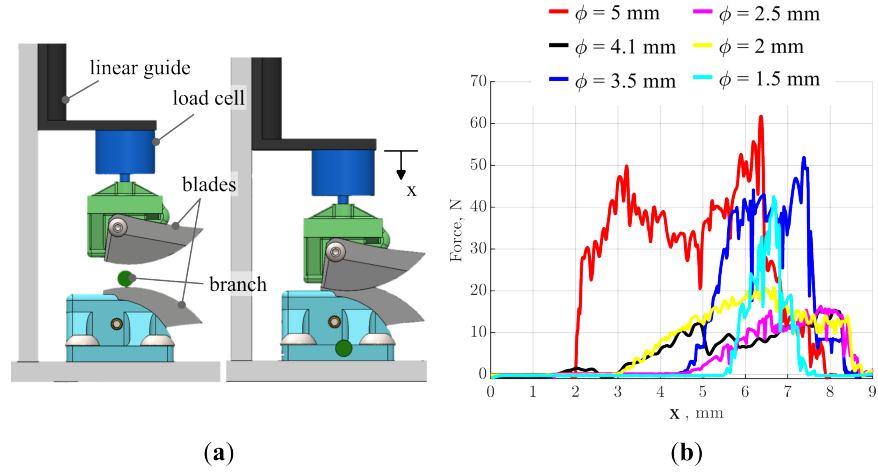 linear guide
load cell
blades
x
branch
(a)
ϕ = 5 mm
ϕ = 2.5 mm
ϕ = 4.1 mm
ϕ = 2 mm
ϕ = 3.5 mm
ϕ = 1.5 mm
70
60
50
40
30
20
10
0
Force, N
0 1 2 3 4 5 6 7 8 9
x , mm
(b)